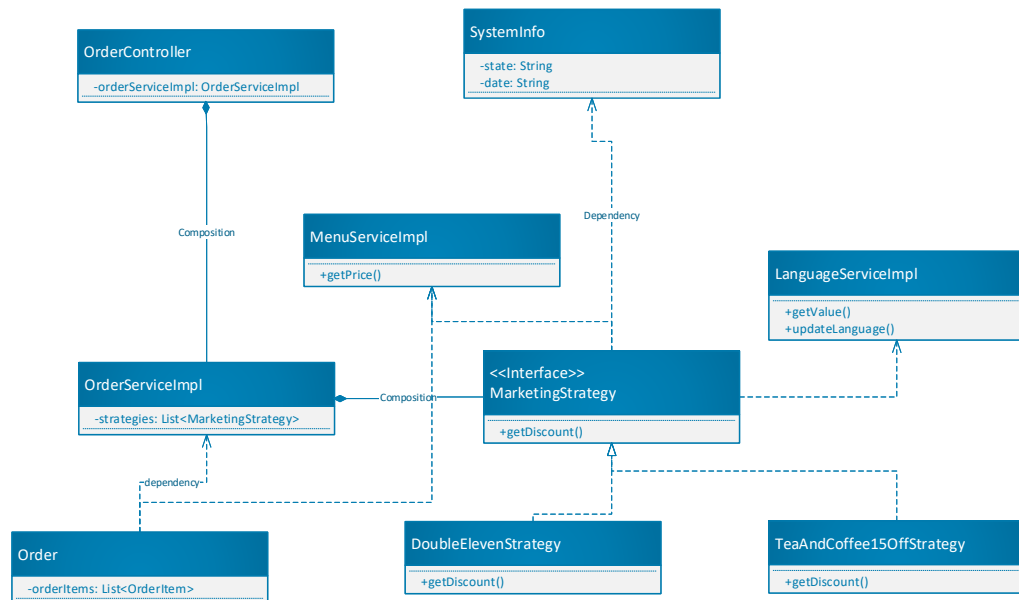 SystemInfo
-state: String
-date: String
OrderController
-orderServiceImpl: OrderServiceImpl
Dependency
Composition
MenuServiceImpl
+getPrice()
LanguageServiceImpl
+getValue()
+updateLanguage()
OrderServiceImpl
-strategies: List<MarketingStrategy>
Composition
<<Interface>>
MarketingStrategy
+getDiscount()
dependency
Order
-orderItems: List<OrderItem>
DoubleElevenStrategy
+getDiscount()
TeaAndCoffee15OffStrategy
+getDiscount()